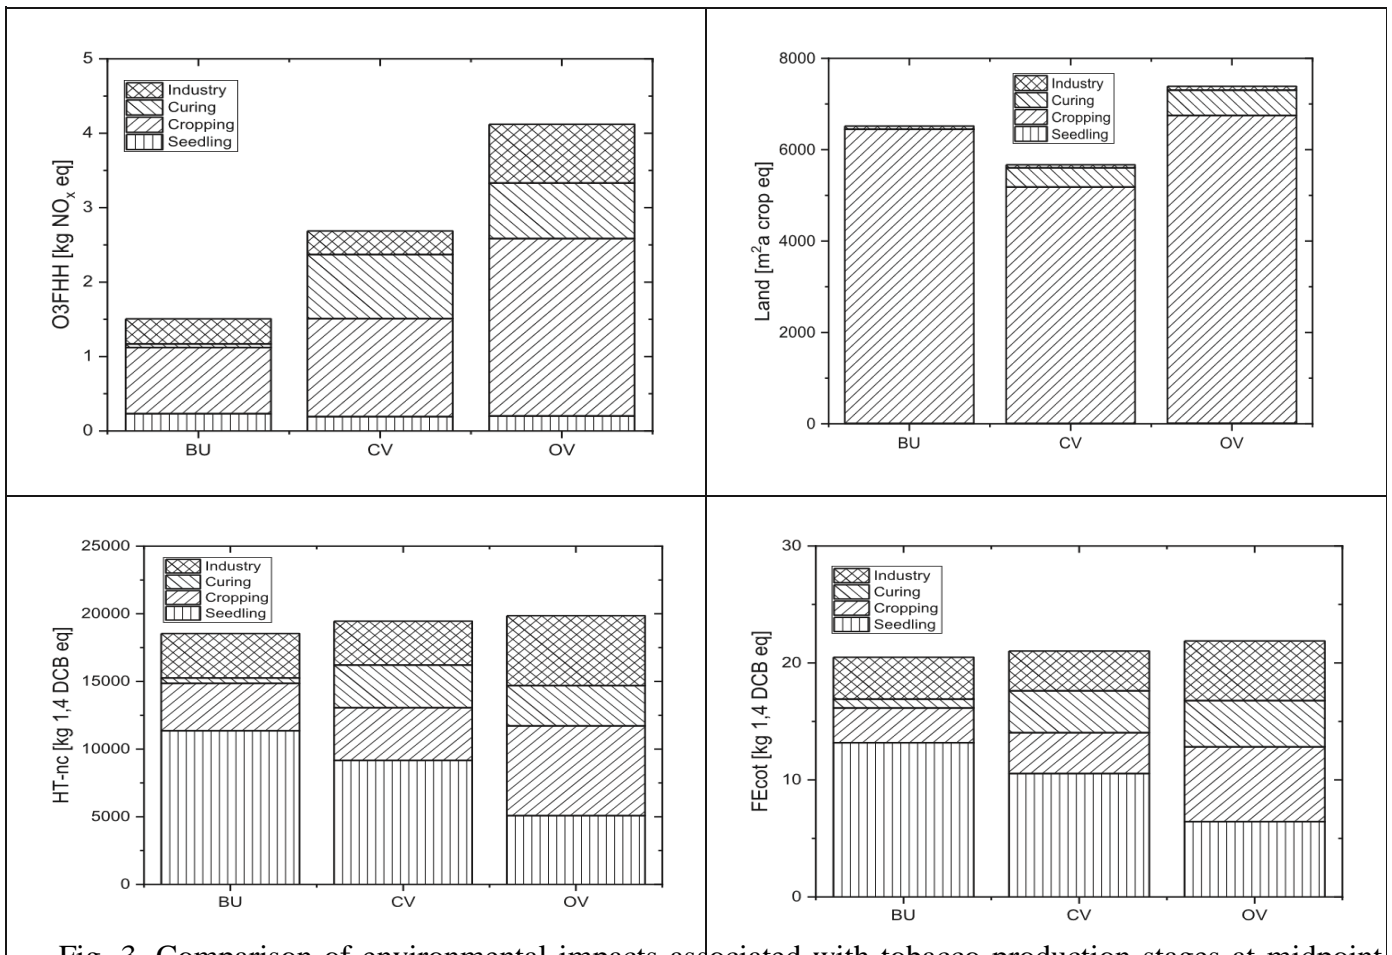 O3FHH [kg NOx eq]
5
4
3
2
1
0
Industry
Curing
Cropping
Seedling
BU CV OV
Land [m²a crop eq]
8000
6000
4000
2000
0
Industry
Curing
Cropping
Seedling
BU CV OV
HT-nc [kg 1,4 DCB eq]
25000
20000
15000
10000
5000
0
Industry
Curing
Cropping
Seedling
BU CV OV
FEcot [kg 1,4 DCB eq]
30
20
10
0
Industry
Curing
Cropping
Seedling
BU CV OV
Fig. 3. Comparison of environmental impacts associated with tobacco production stages at midpoint